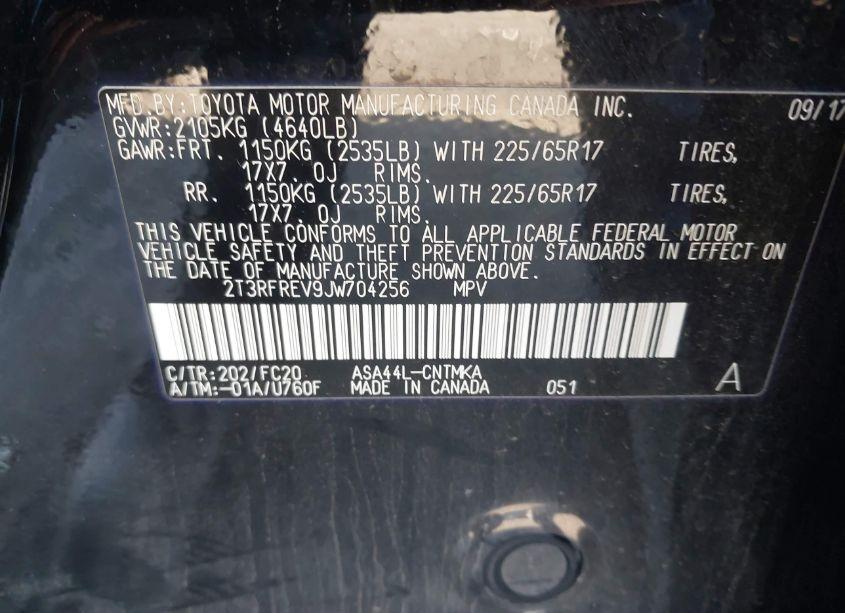 MFD.BY:TOYOTA MOTOR MANUFACTURING CANADA INC. 09/17
GVWR:2105KG (4640LB)
GAWR:FRT. 1150KG (2535LB) WITH 225/65R17 TIRES,
17X7.0J RIMS.
RR. 1150KG (2535LB) WITH 225/65R17 TIRES,
17X7.0J RIMS.
THIS VEHICLE CONFORMS TO ALL APPLICABLE FEDERAL MOTOR
VEHICLE SAFETY AND THEFT PREVENTION STANDARDS IN EFFECT ON
THE DATE OF MANUFACTURE SHOWN ABOVE.
2T3RFREV9JW704256 MPV
C/TR:202/FC20 ASA44L-CNTMKA
A/TM:-01A/U760F MADE IN CANADA 051 A